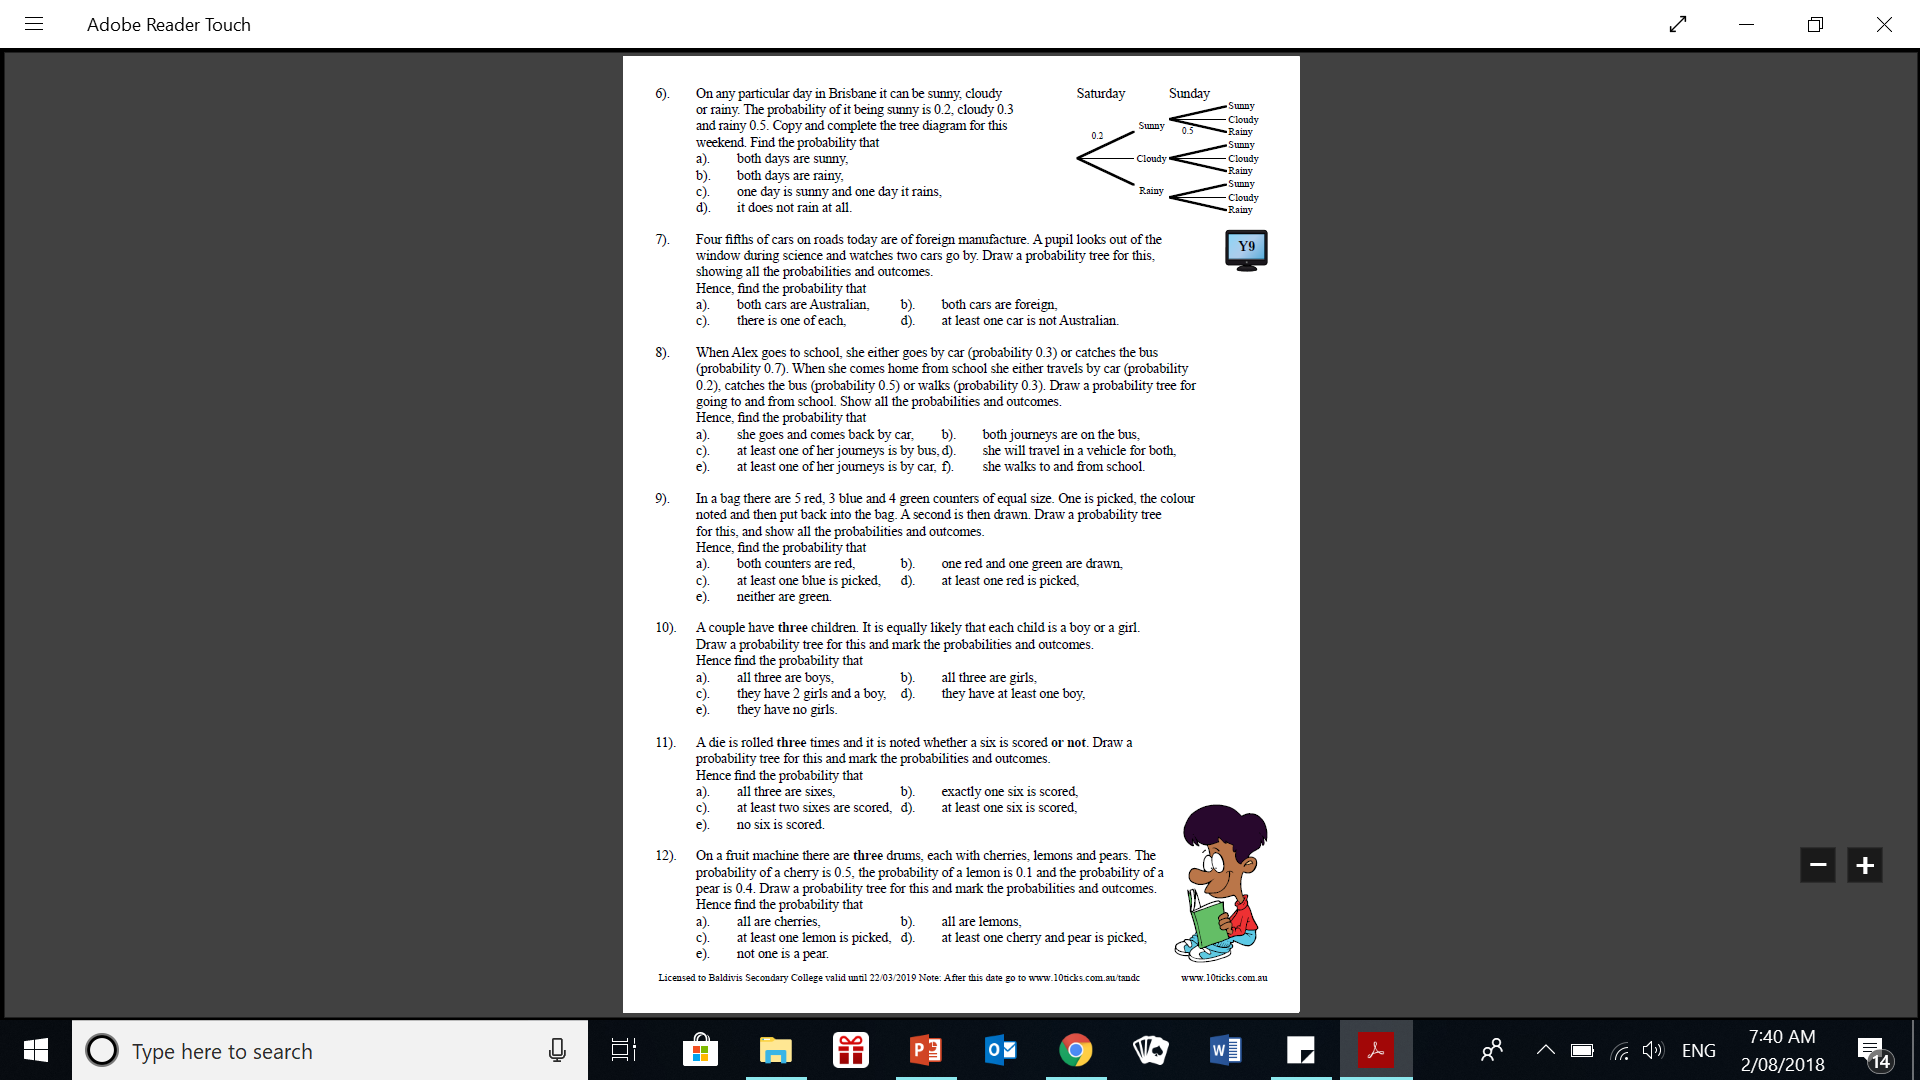 Adobe Reader Touch
6). On any particular day in Brisbane it can be sunny, cloudy
or rainy. The probability of it being sunny is 0.2, cloudy 0.3
and rainy 0.5. Copy and complete the tree diagram for this
weekend. Find the probability that
a). both days are sunny,
b). both days are rainy,
c). one day is sunny and one day it rains,
d). it does not rain at all.
Saturday Sunday
Sunny
Cloudy
Rainy
0.2 Sunny 0.5
Sunny
Cloudy Cloudy
Rainy
Sunny
Rainy Cloudy
Rainy
7). Four fifths of cars on roads today are of foreign manufacture. A pupil looks out of the
window during science and watches two cars go by. Draw a probability tree for this,
showing all the probabilities and outcomes.
Hence, find the probability that
a). both cars are Australian, b). both cars are foreign,
c). there is one of each, d). at least one car is not Australian.
Y9
8). When Alex goes to school, she either goes by car (probability 0.3) or catches the bus
(probability 0.7). When she comes home from school she either travels by car (probability
0.2), catches the bus (probability 0.5) or walks (probability 0.3). Draw a probability tree for
going to and from school. Show all the probabilities and outcomes.
Hence, find the probability that
a). she goes and comes back by car, b). both journeys are on the bus,
c). at least one of her journeys is by bus, d). she will travel in a vehicle for both,
e). at least one of her journeys is by car, f). she walks to and from school.
9). In a bag there are 5 red, 3 blue and 4 green counters of equal size. One is picked, the colour
noted and then put back into the bag. A second is then drawn. Draw a probability tree
for this, and show all the probabilities and outcomes.
Hence, find the probability that
a). both counters are red, b). one red and one green are drawn,
c). at least one blue is picked, d). at least one red is picked,
e). neither are green.
10). A couple have three children. It is equally likely that each child is a boy or a girl.
Draw a probability tree for this and mark the probabilities and outcomes.
Hence find the probability that
a). all three are boys, b). all three are girls,
c). they have 2 girls and a boy, d). they have at least one boy,
e). they have no girls.
11). A die is rolled three times and it is noted whether a six is scored or not. Draw a
probability tree for this and mark the probabilities and outcomes.
Hence find the probability that
a). all three are sixes, b). exactly one six is scored,
c). at least two sixes are scored, d). at least one six is scored,
e). no six is scored.
12). On a fruit machine there are three drums, each with cherries, lemons and pears. The
probability of a cherry is 0.5, the probability of a lemon is 0.1 and the probability of a
pear is 0.4. Draw a probability tree for this and mark the probabilities and outcomes.
Hence find the probability that
a). all are cherries, b). all are lemons,
c). at least one lemon is picked, d). at least one cherry and pear is picked,
e). not one is a pear.
Licensed to Baldivis Secondary College valid until 22/03/2019 Note: After this date go to www.10ticks.com.au/tandc www.10ticks.com.au
Type here to search
ENG
7:40 AM
2/08/2018
14